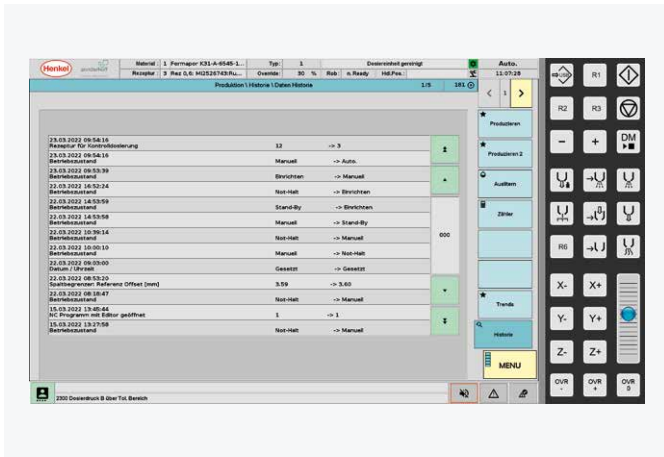 Henkel
Material : 1 Permapor K31-A-6545-1... Typ: 1 Dosiereinheit gereinigt Auto.
Rezeptur : 3 Rez 0,6: MI2526743:Ru... Override: 30 % Rob: n. Ready Hdl.Pos.: 11:07:28
Produktion \ Historie \ Daten Historie 1/5 181
< 1 >
Produzieren
Produzieren 2
Auslitern
Zähler
Trends
Historie
MENU
23.03.2022 09:54:16
Rezeptur für Kontrolldosierung 12 -> 3
23.03.2022 09:54:16
Betriebszustand Manuell -> Auto.
23.03.2022 09:53:39
Betriebszustand Einrichten -> Manuell
22.03.2022 16:52:24
Betriebszustand Not-Halt -> Einrichten
22.03.2022 14:53:59
Betriebszustand Stand-By -> Einrichten
22.03.2022 14:53:58
Betriebszustand Manuell -> Stand-By
22.03.2022 10:39:14
Betriebszustand Not-Halt -> Manuell
22.03.2022 10:00:10
Betriebszustand Manuell -> Not-Halt
22.03.2022 09:03:00
Datum / Uhrzeit Gesetzt -> Gesetzt
22.03.2022 08:53:20
Spaltbegrenzer: Referenz Offset [mm] 3.59 -> 3.60
22.03.2022 08:18:47
Betriebszustand Not-Halt -> Manuell
15.03.2022 13:45:44
NC Programm mit Editor geöffnet 1 -> 1
15.03.2022 13:27:58
Betriebszustand Not-Halt -> Manuell
2300 Dosierdruck B über Tol. Bereich
R1
R2 R3
- + DM
R6
X- X+
Y- Y+
Z- Z+
OVR - OVR + OVR 0